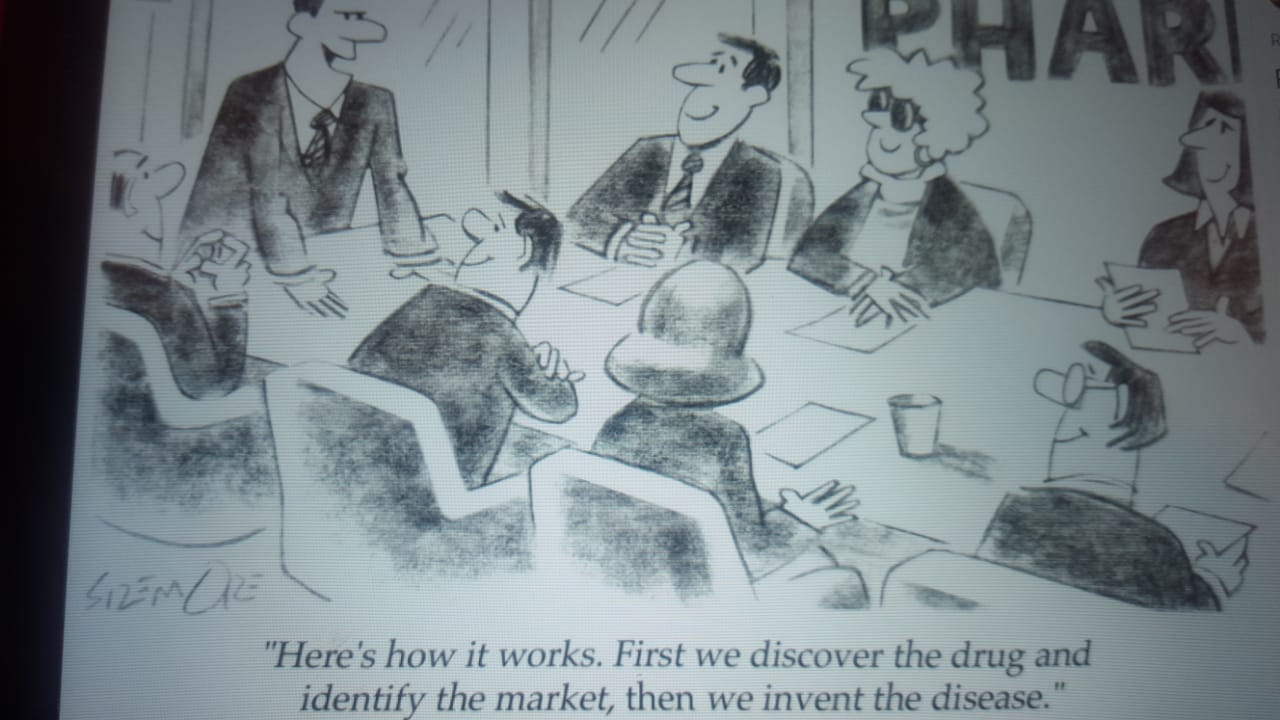 PHAR
SIZEMORE
"Here's how it works. First we discover the drug and
identify the market, then we invent the disease."